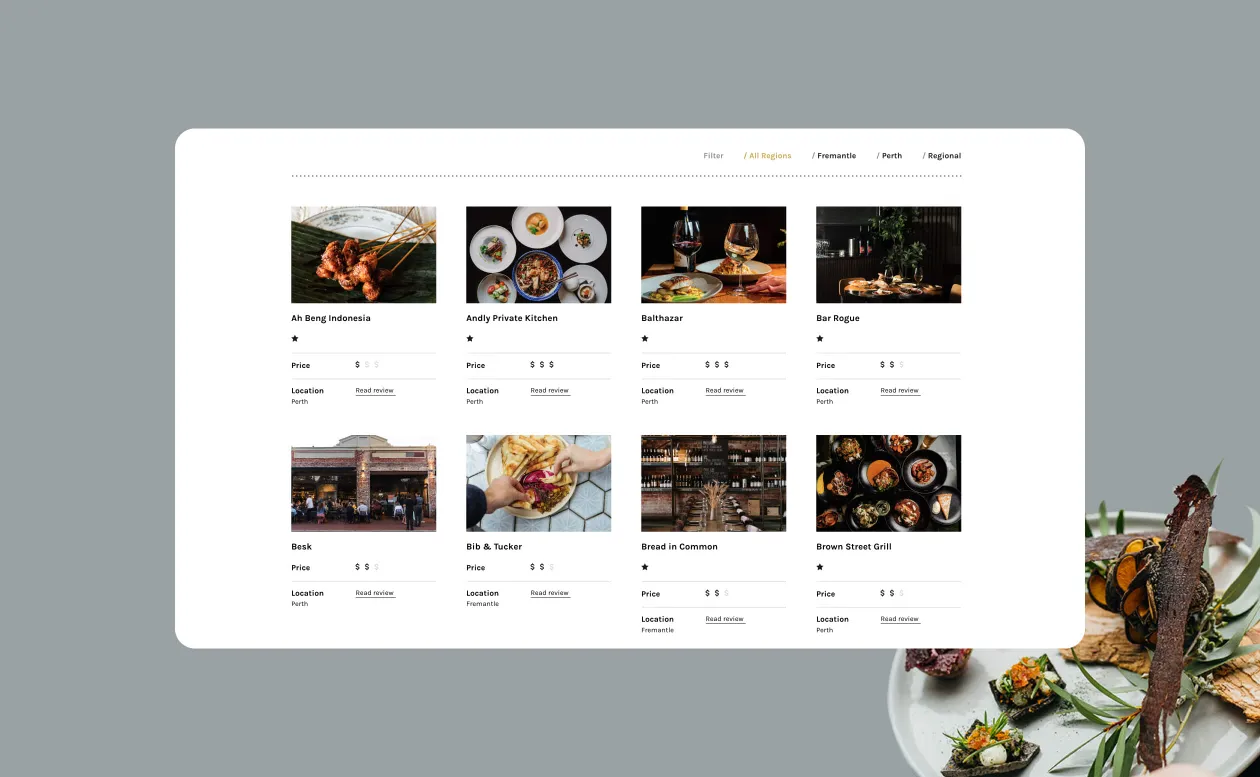 Filter / All Regions / Fremantle / Perth / Regional
Ah Beng Indonesia
Andly Private Kitchen
Balthazar
Bar Rogue
Price $ $ $
Price $ $ $
Price $ $ $
Price $ $ $
Location Read review
Perth
Location Read review
Perth
Location Read review
Perth
Location Read review
Perth
Besk
Bib & Tucker
Bread in Common
Brown Street Grill
Price $ $ $
Price $ $ $
Price $ $ $
Price $ $ $
Location Read review
Perth
Location Read review
Fremantle
Location Read review
Fremantle
Location Read review
Perth